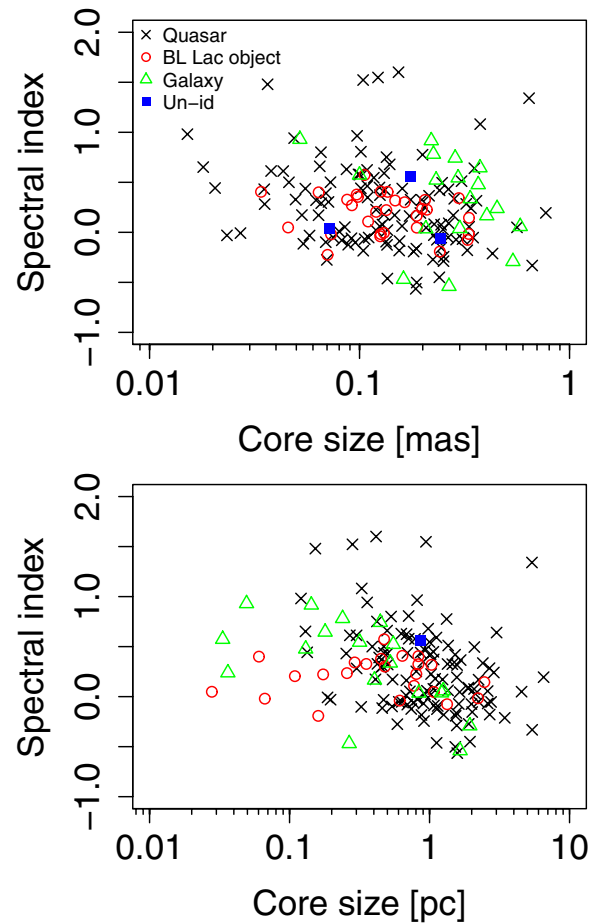 2.0
1.0
0.0
−1.0
Spectral index
Quasar
BL Lac object
Galaxy
Un−id
0.01
0.1
1
Core size [mas]
2.0
1.0
0.0
−1.0
Spectral index
0.01
0.1
1
10
Core size [pc]